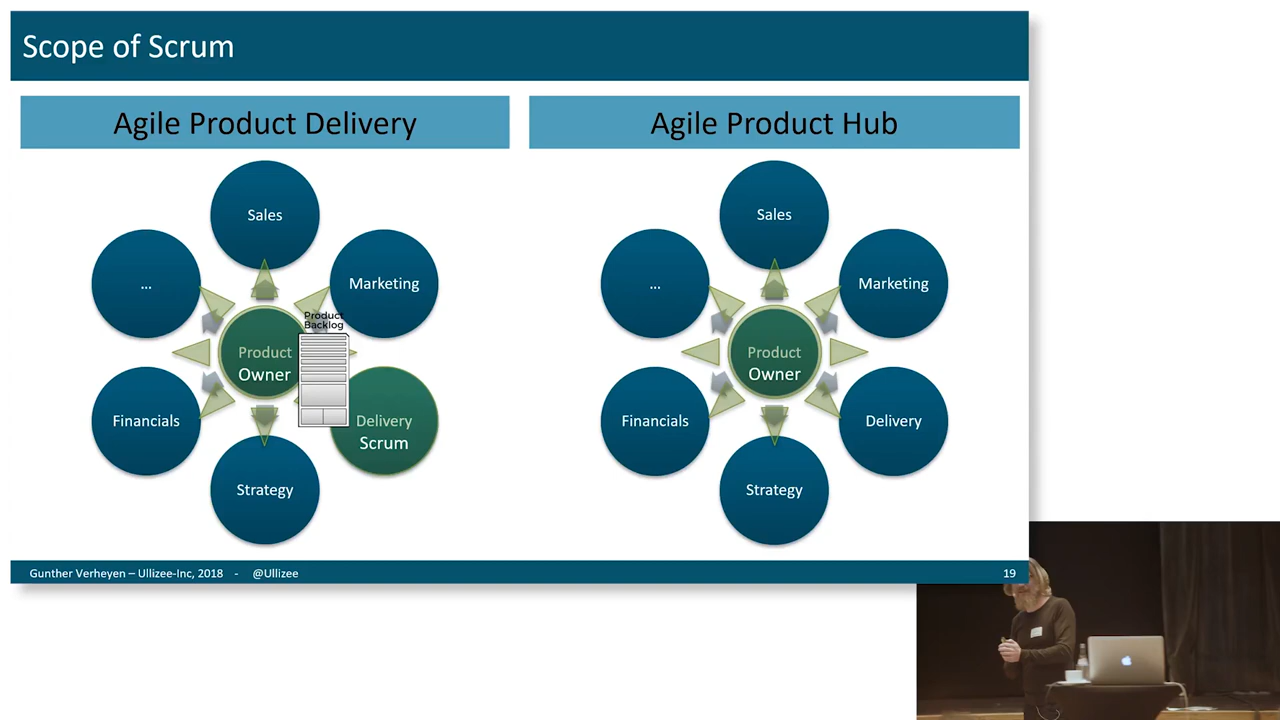 Scope of Scrum
Agile Product Delivery
Sales
...
Marketing
Product
Backlog
Product
Owner
Financials
Delivery
Scrum
Strategy
Agile Product Hub
Sales
...
Marketing
Product
Owner
Financials
Delivery
Strategy
Gunther Verheyen – Ullizee-Inc, 2018 - @Ullizee
19